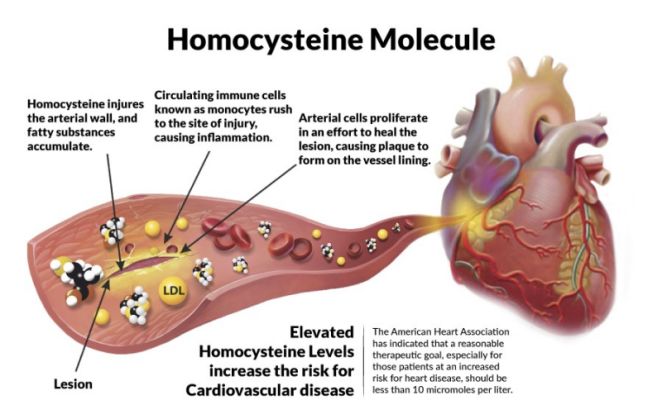 Homocysteine Molecule
Homocysteine injures
the arterial wall, and
fatty substances
accumulate.
Circulating immune cells
known as monocytes rush
to the site of injury,
causing inflammation.
Arterial cells proliferate
in an effort to heal the
lesion, causing plaque to
form on the vessel lining.
LDL
Lesion
Elevated
Homocysteine Levels
increase the risk for
Cardiovascular disease
The American Heart Association
has indicated that a reasonable
therapeutic goal, especially for
those patients at an increased
risk for heart disease, should be
less than 10 micromoles per liter.